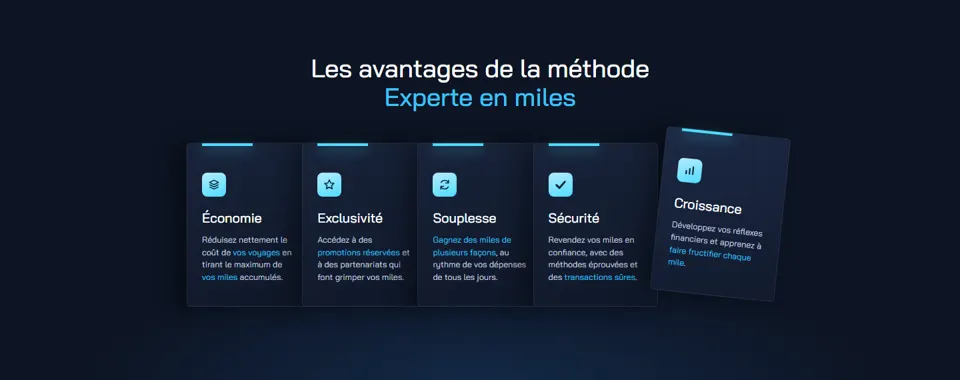 Les avantages de la méthode
Experte en miles
Économie
Réduisez nettement le
coût de vos voyages en
tirant le maximum de
vos miles accumulés.
Exclusivité
Accédez à des
promotions réservées et
à des partenariats qui
font grimper vos miles.
Souplesse
Gagnez des miles de
plusieurs façons, au
rythme de vos dépenses
de tous les jours.
Sécurité
Revendez vos miles en
confiance, avec des
méthodes éprouvées et
des transactions sûres.
Croissance
Développez vos réflexes
financiers et apprenez à
faire fructifier chaque
mile.